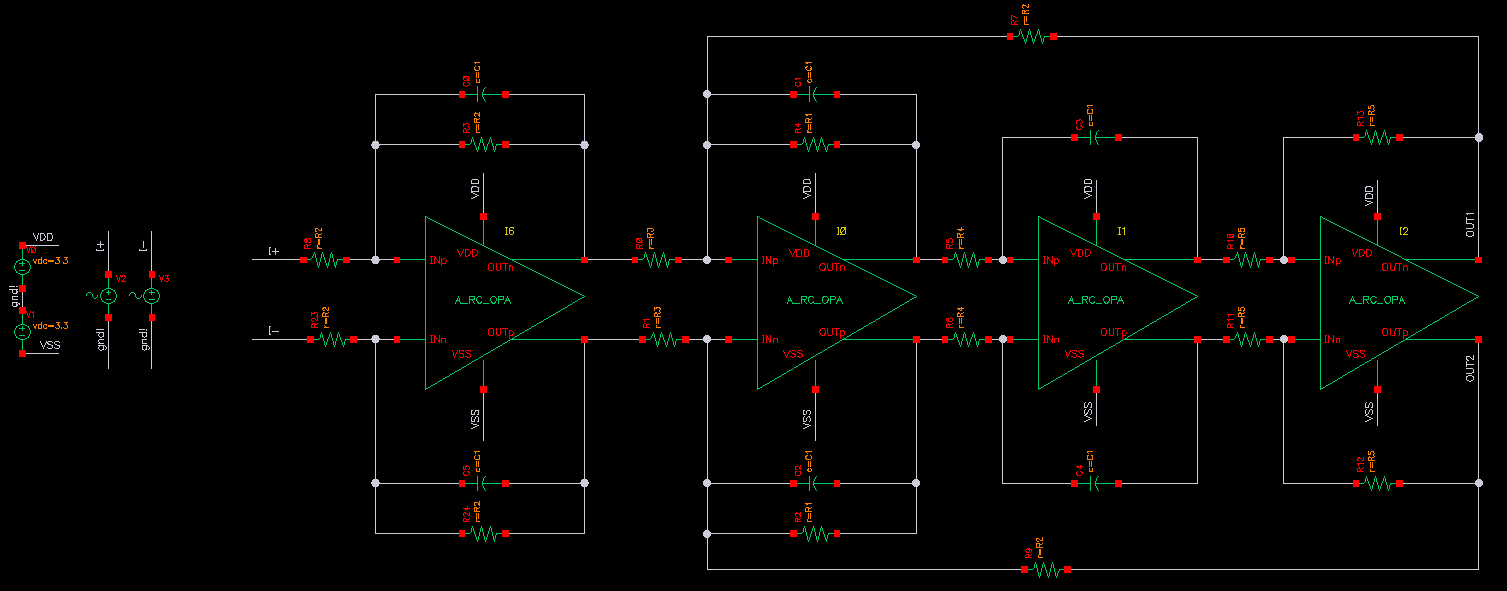 R7
r=R2
C0
c=C1
R3
r=R2
C1
c=C1
R4
r=R1
C3
c=C1
R13
r=R5
VDD
VDD
VDD
VDD
VDD
V0
vdc=3.3
gnd!
V1
vdc=3.3
VSS
I+
V2
gnd!
I-
V3
gnd!
I+
R8
r=R2
I-
R23
r=R2
I6
VDD
INp
OUTn
A_RC_OPA
INn
OUTp
VSS
VSS
R0
r=R3
R1
r=R3
I0
VDD
INp
OUTn
A_RC_OPA
INn
OUTp
VSS
VSS
R5
r=R4
R6
r=R4
I1
VDD
INp
OUTn
A_RC_OPA
INn
OUTp
VSS
VSS
R10
r=R5
R11
r=R5
I2
VDD
INp
OUTn
A_RC_OPA
INn
OUTp
VSS
VSS
OUT1
OUT2
C5
c=C1
R24
r=R2
C2
c=C1
R2
r=R1
C4
c=C1
R12
r=R5
R9
r=R2